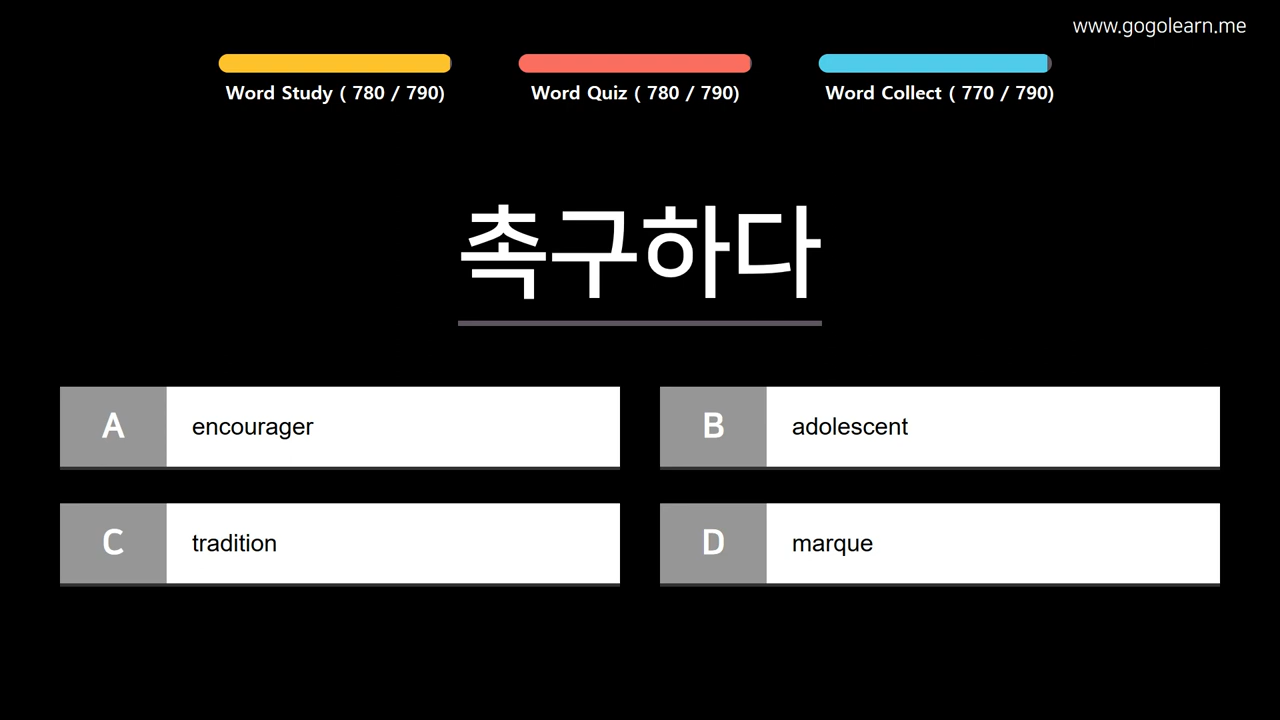 www.gogolearn.me
Word Study ( 780 / 790)
Word Quiz ( 780 / 790)
Word Collect ( 770 / 790)
촉구하다
A encourager
B adolescent
C tradition
D marque